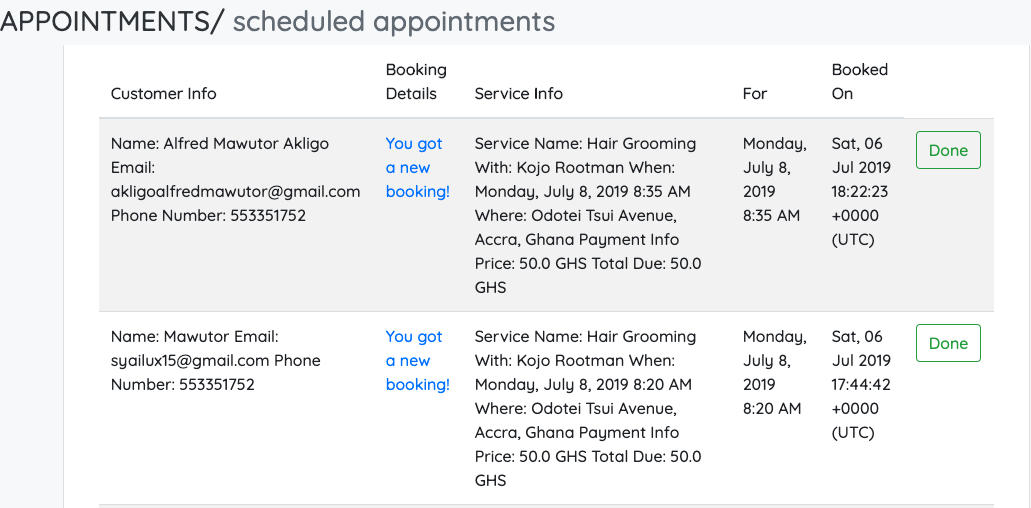 APPOINTMENTS/ scheduled appointments
Customer Info
Booking
Details
Service Info
For
Booked
On
Name: Alfred Mawutor Akligo
Email:
akligoalfredmawutor@gmail.com
Phone Number: 553351752
You got
a new
booking!
Service Name: Hair Grooming
With: Kojo Rootman When:
Monday, July 8, 2019 8:35 AM
Where: Odotei Tsui Avenue,
Accra, Ghana Payment Info
Price: 50.0 GHS Total Due: 50.0
GHS
Monday,
July 8,
2019
8:35 AM
Sat, 06
Jul 2019
18:22:23
+0000
(UTC)
Done
Name: Mawutor Email:
syailux15@gmail.com Phone
Number: 553351752
You got
a new
booking!
Service Name: Hair Grooming
With: Kojo Rootman When:
Monday, July 8, 2019 8:20 AM
Where: Odotei Tsui Avenue,
Accra, Ghana Payment Info
Price: 50.0 GHS Total Due: 50.0
GHS
Monday,
July 8,
2019
8:20 AM
Sat, 06
Jul 2019
17:44:42
+0000
(UTC)
Done